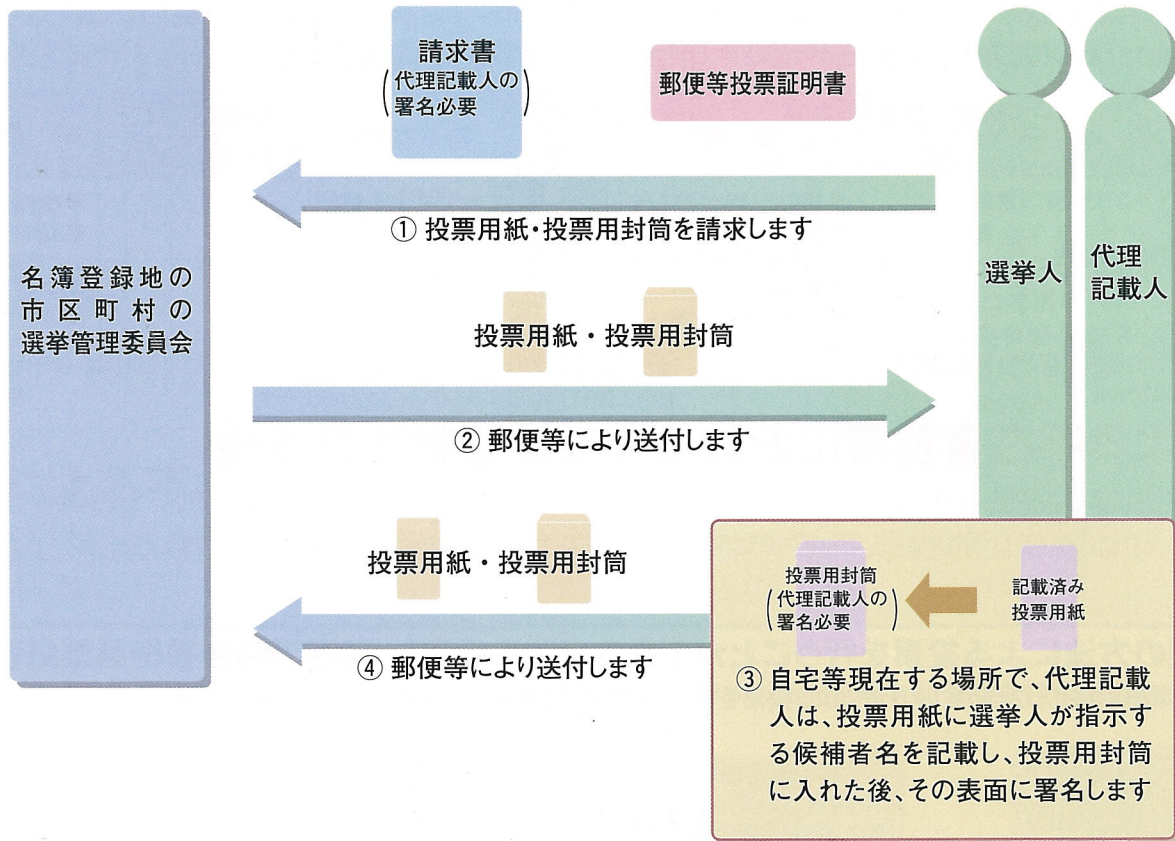 請求書
(代理記載人の
署名必要)
郵便等投票証明書
① 投票用紙・投票用封筒を請求します
名簿登録地の
市区町村の
選挙管理委員会
選挙人
代理
記載人
投票用紙・投票用封筒
② 郵便等により送付します
投票用紙・投票用封筒
④ 郵便等により送付します
投票用封筒
(代理記載人の
署名必要)
記載済み
投票用紙
③ 自宅等現在する場所で、代理記載
人は、投票用紙に選挙人が指示す
る候補者名を記載し、投票用封筒
に入れた後、その表面に署名します